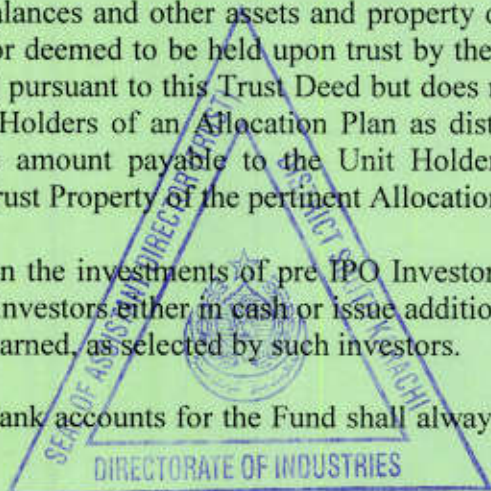 alances and other assets and property
or deemed to be held upon trust by the
pursuant to this Trust Deed but does
Holders of an Allocation Plan as dist
amount payable to the Unit Holder
rust Property of the pertinent Allocation
n the investments of pre IPO Investor
investors either in cash or issue additio
arned, as selected by such investors.
ank accounts for the Fund shall alway
SEAL OF ASSISTANT DIRECTOR
DISTRICT KARACHI
DIRECTORATE OF INDUSTRIES